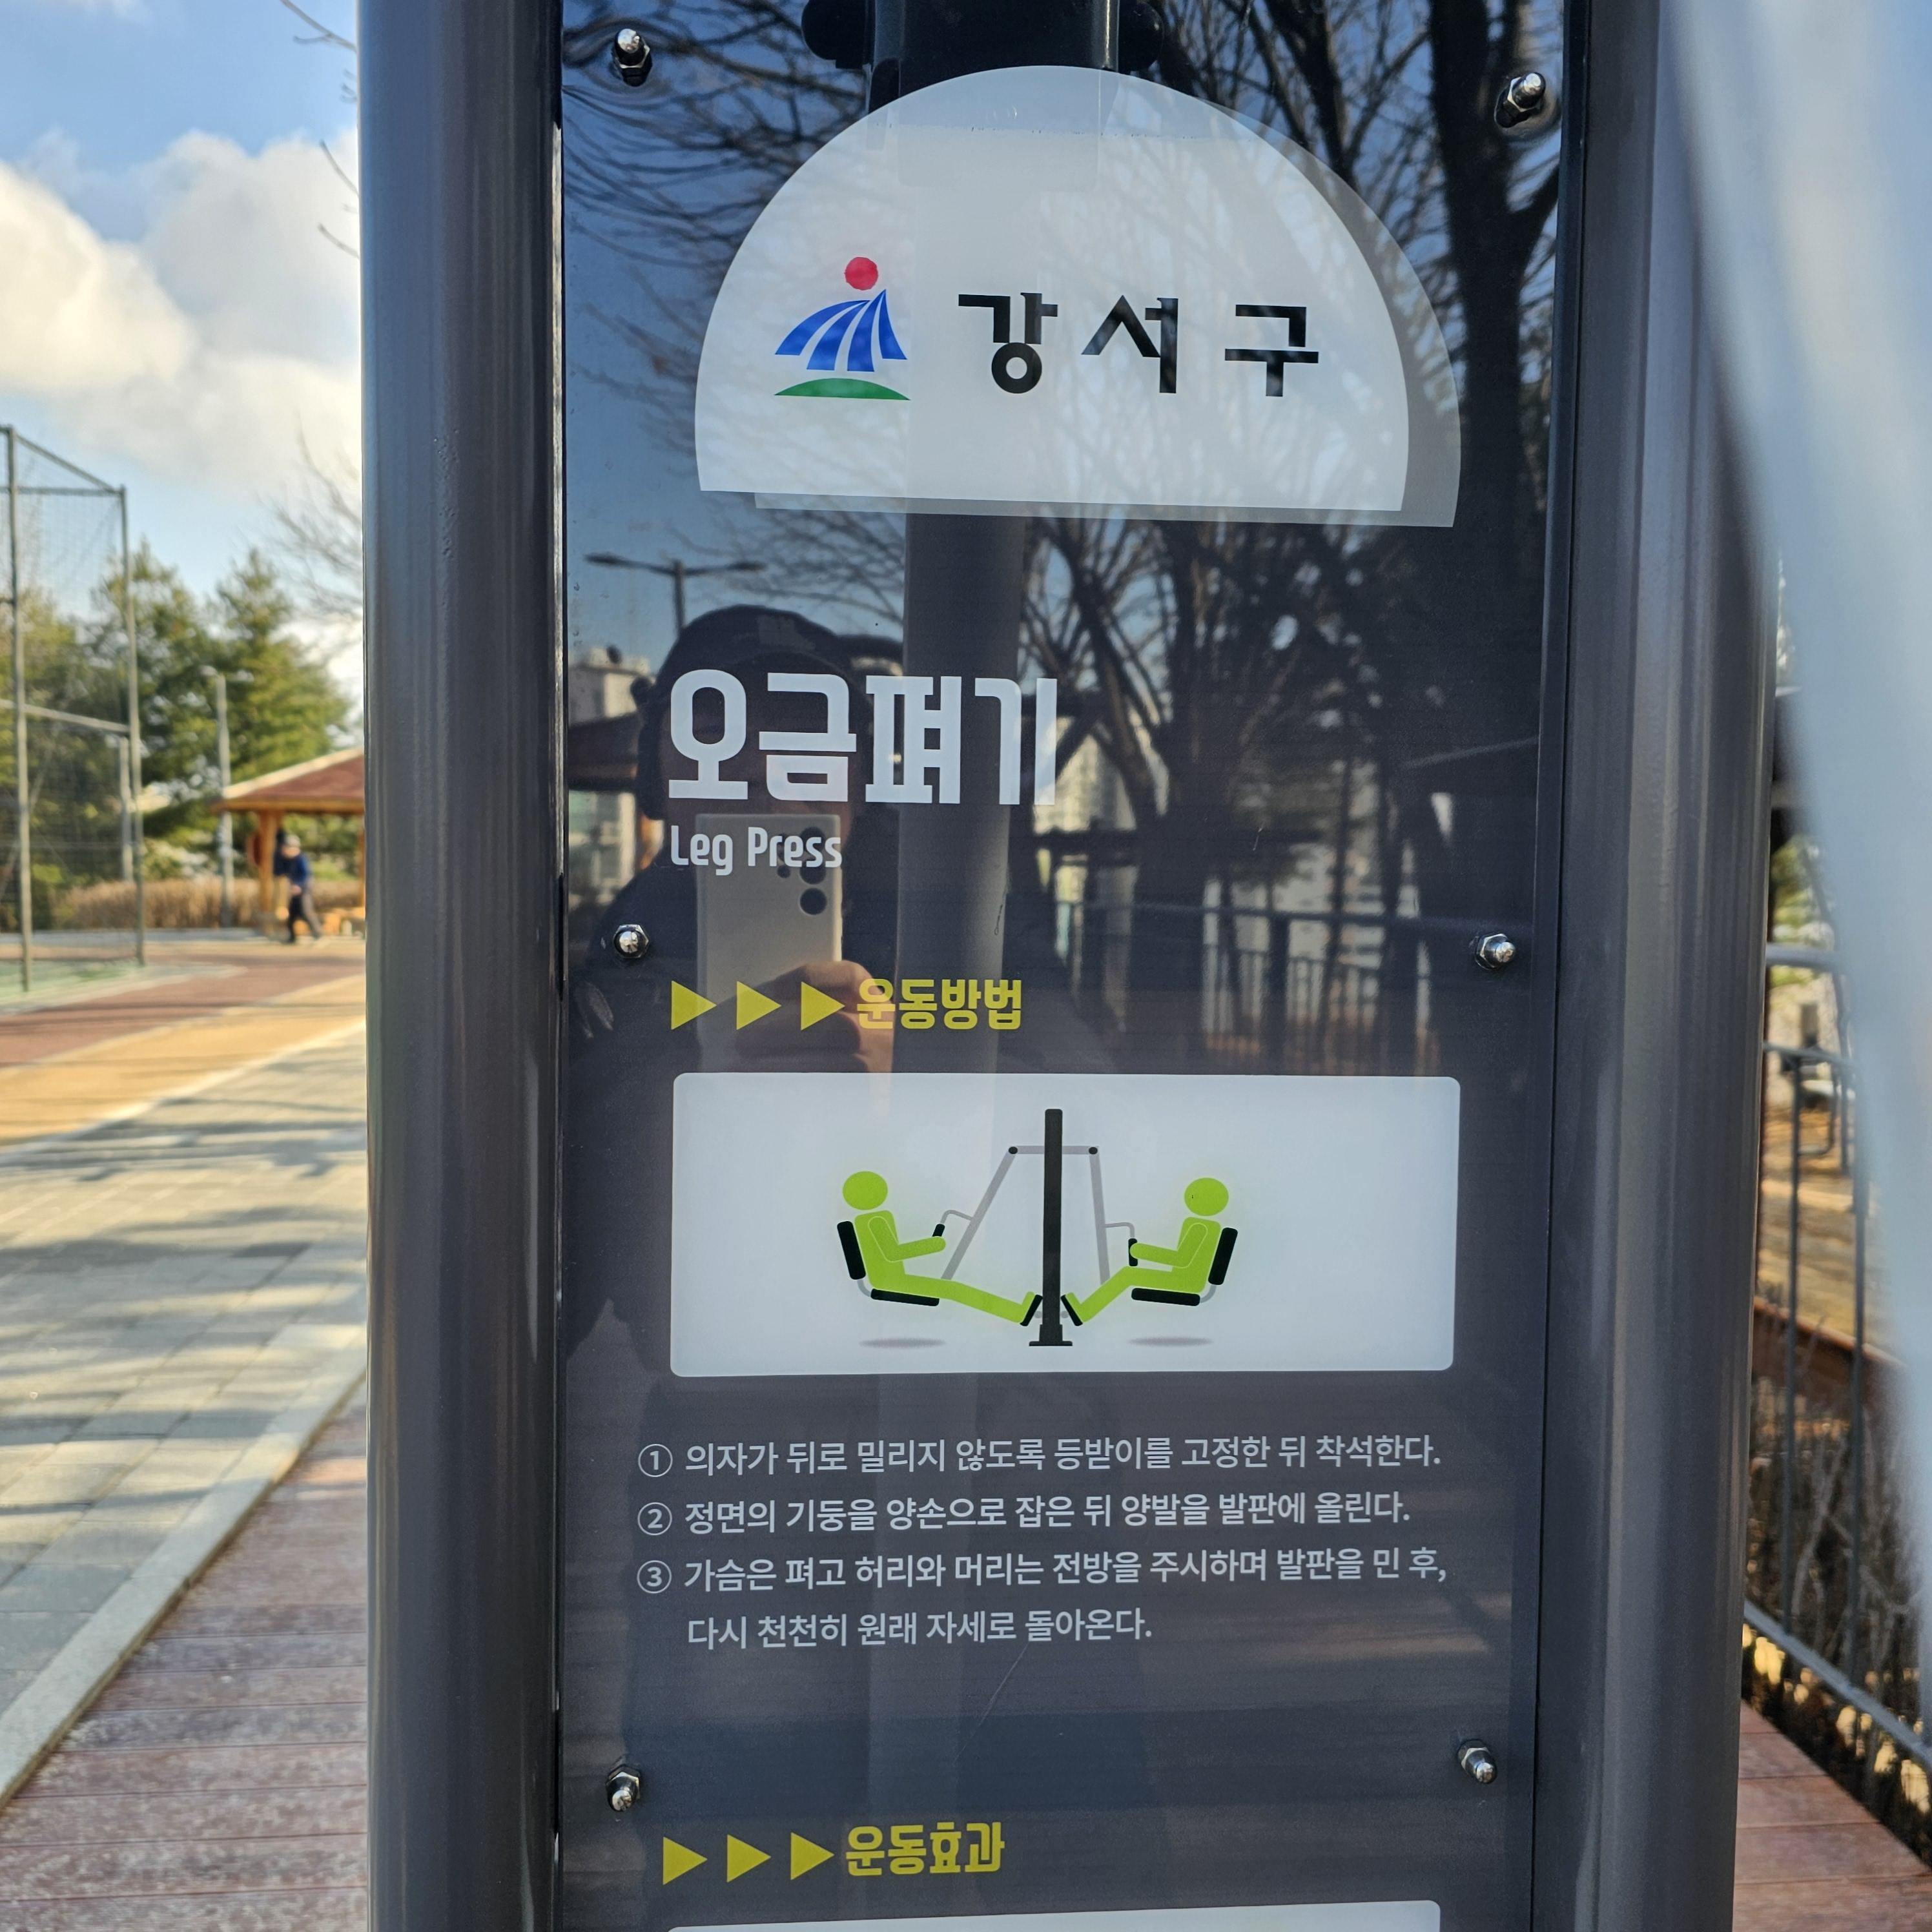 강서구
오금펴기
Leg Press
▶▶▶운동방법
① 의자가 뒤로 밀리지 않도록 등받이를 고정한 뒤 착석한다.
② 정면의 기둥을 양손으로 잡은 뒤 양발을 발판에 올린다.
③ 가슴은 펴고 허리와 머리는 전방을 주시하며 발판을 민 후,
다시 천천히 원래 자세로 돌아온다.
▶▶▶운동효과